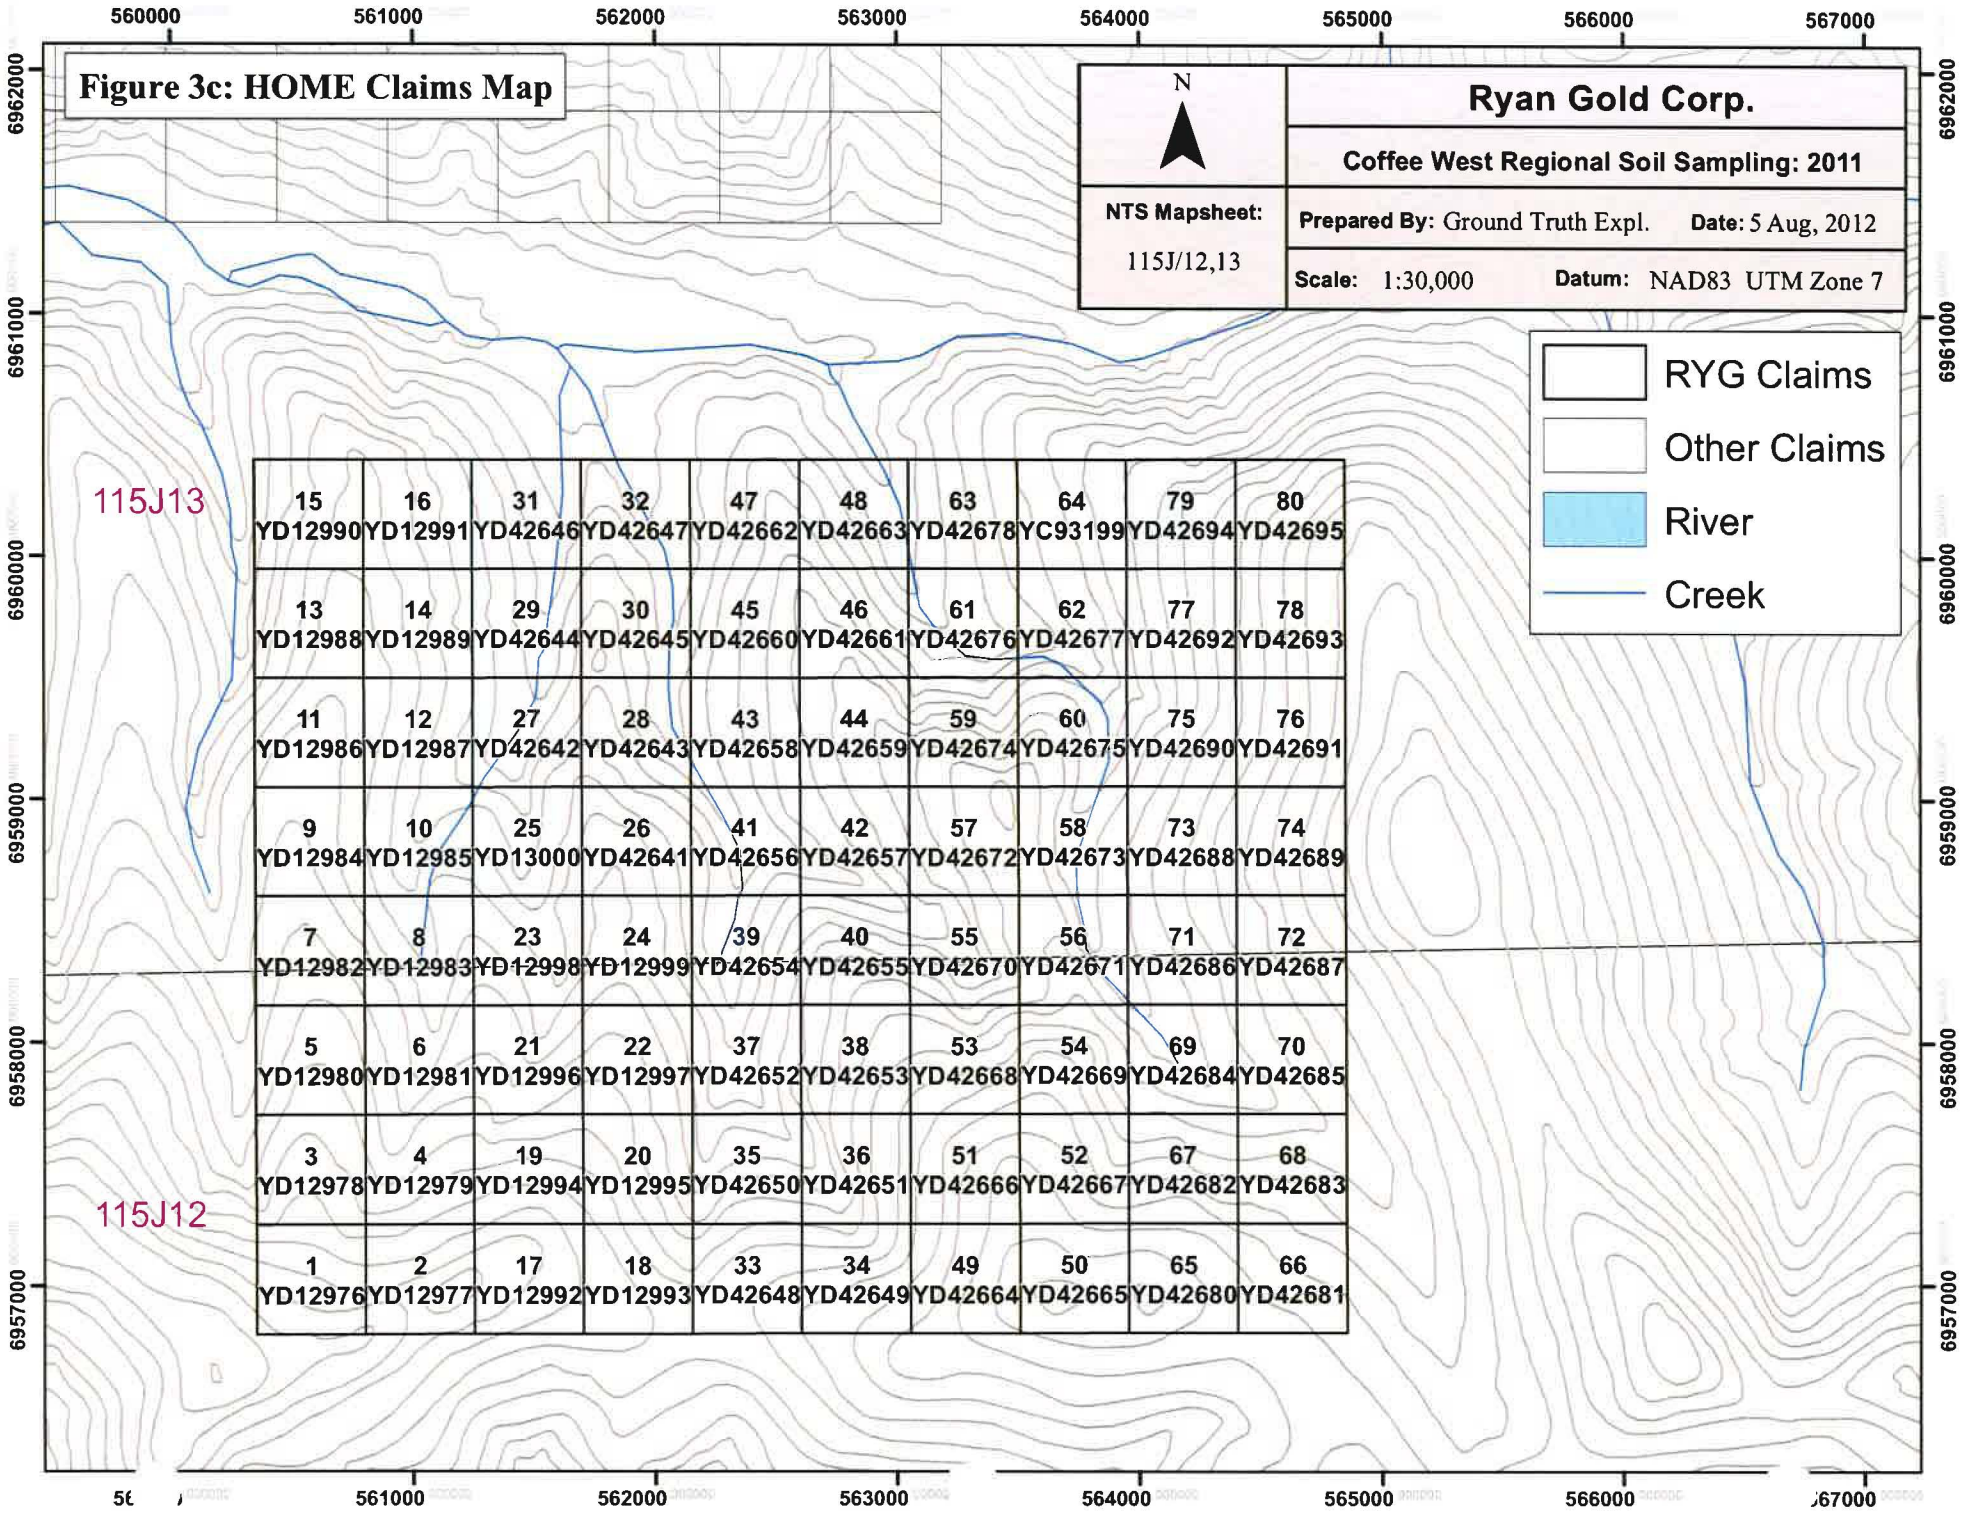 560000 561000 562000 563000 564000 565000 566000 567000
Figure 3c: HOME Claims Map
N
Ryan Gold Corp.
Coffee West Regional Soil Sampling: 2011
NTS Mapsheet:
115J/12,13
Prepared By: Ground Truth Expl. Date: 5 Aug, 2012
Scale: 1:30,000 Datum: NAD83 UTM Zone 7
RYG Claims
Other Claims
River
Creek
6962000
6961000
6960000
6959000
6958000
6957000
6962000
6961000
6960000
6959000
6958000
6957000
115J13
115J12
15 16 31 32 47 48 63 64 79 80
YD12990 YD12991 YD42646 YD42647 YD42662 YD42663 YD42678 YC93199 YD42694 YD42695
13 14 29 30 45 46 61 62 77 78
YD12988 YD12989 YD42644 YD42645 YD42660 YD42661 YD42676 YD42677 YD42692 YD42693
11 12 27 28 43 44 59 60 75 76
YD12986 YD12987 YD42642 YD42643 YD42658 YD42659 YD42674 YD42675 YD42690 YD42691
9 10 25 26 41 42 57 58 73 74
YD12984 YD12985 YD13000 YD42641 YD42656 YD42657 YD42672 YD42673 YD42688 YD42689
7 8 23 24 39 40 55 56 71 72
YD12982 YD12983 YD12998 YD12999 YD42654 YD42655 YD42670 YD42671 YD42686 YD42687
5 6 21 22 37 38 53 54 69 70
YD12980 YD12981 YD12996 YD12997 YD42652 YD42653 YD42668 YD42669 YD42684 YD42685
3 4 19 20 35 36 51 52 67 68
YD12978 YD12979 YD12994 YD12995 YD42650 YD42651 YD42666 YD42667 YD42682 YD42683
1 2 17 18 33 34 49 50 65 66
YD12976 YD12977 YD12992 YD12993 YD42648 YD42649 YD42664 YD42665 YD42680 YD42681
561000 562000 563000 564000 565000 566000 567000